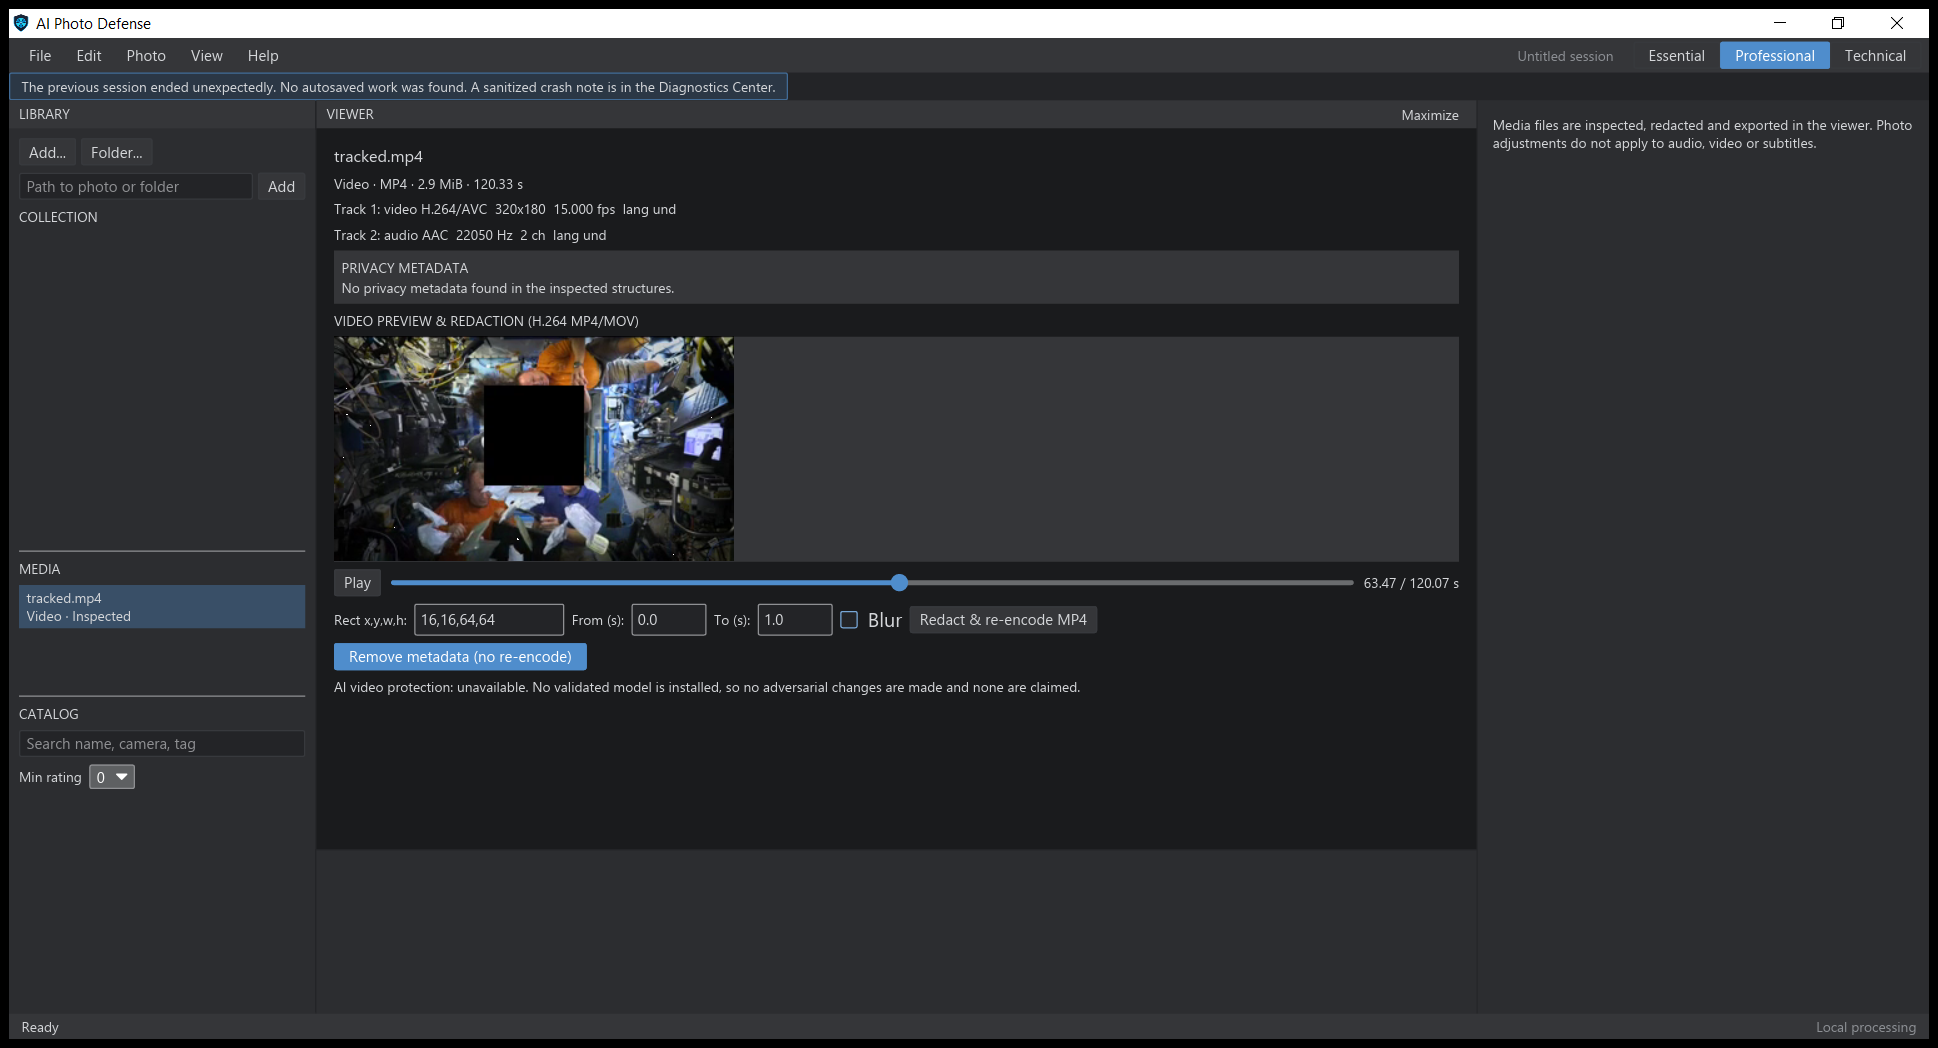 AI Photo Defense
File Edit Photo View Help
Untitled session Essential Professional Technical
The previous session ended unexpectedly. No autosaved work was found. A sanitized crash note is in the Diagnostics Center.
LIBRARY
Add... Folder...
Path to photo or folder Add
COLLECTION
MEDIA
tracked.mp4
Video · Inspected
CATALOG
Search name, camera, tag
Min rating 0
VIEWER Maximize
tracked.mp4
Video · MP4 · 2.9 MiB · 120.33 s
Track 1: video H.264/AVC 320x180 15.000 fps lang und
Track 2: audio AAC 22050 Hz 2 ch lang und
PRIVACY METADATA
No privacy metadata found in the inspected structures.
VIDEO PREVIEW & REDACTION (H.264 MP4/MOV)
Play 63.47 / 120.07 s
Rect x,y,w,h: 16,16,64,64 From (s): 0.0 To (s): 1.0 Blur Redact & re-encode MP4
Remove metadata (no re-encode)
AI video protection: unavailable. No validated model is installed, so no adversarial changes are made and none are claimed.
Media files are inspected, redacted and exported in the viewer. Photo
adjustments do not apply to audio, video or subtitles.
Ready Local processing